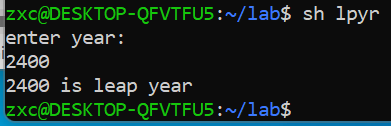 zxc@DESKTOP-QFVTFU5:~/lab$ sh lpyr
enter year:
2400
2400 is leap year
zxc@DESKTOP-QFVTFU5:~/lab$